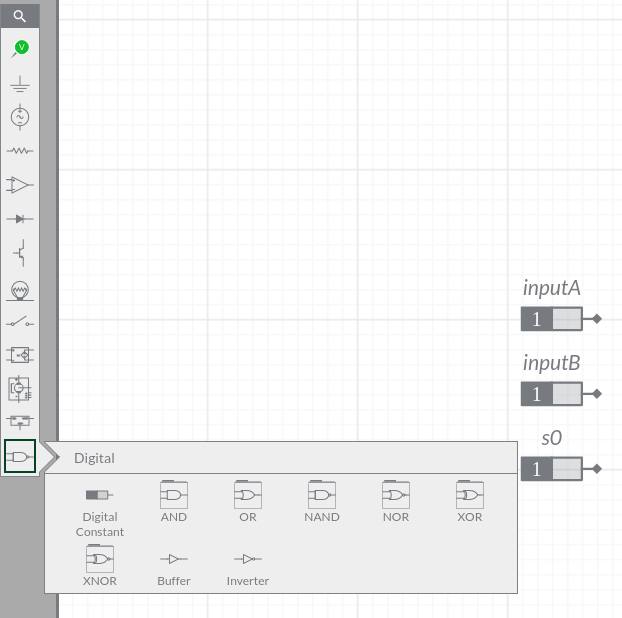 V
inputA
1
inputB
1
s0
1
Digital
Digital
Constant
AND
OR
NAND
NOR
XOR
XNOR
Buffer
Inverter